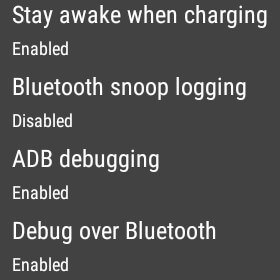 Stay awake when charging
Enabled
Bluetooth snoop logging
Disabled
ADB debugging
Enabled
Debug over Bluetooth
Enabled